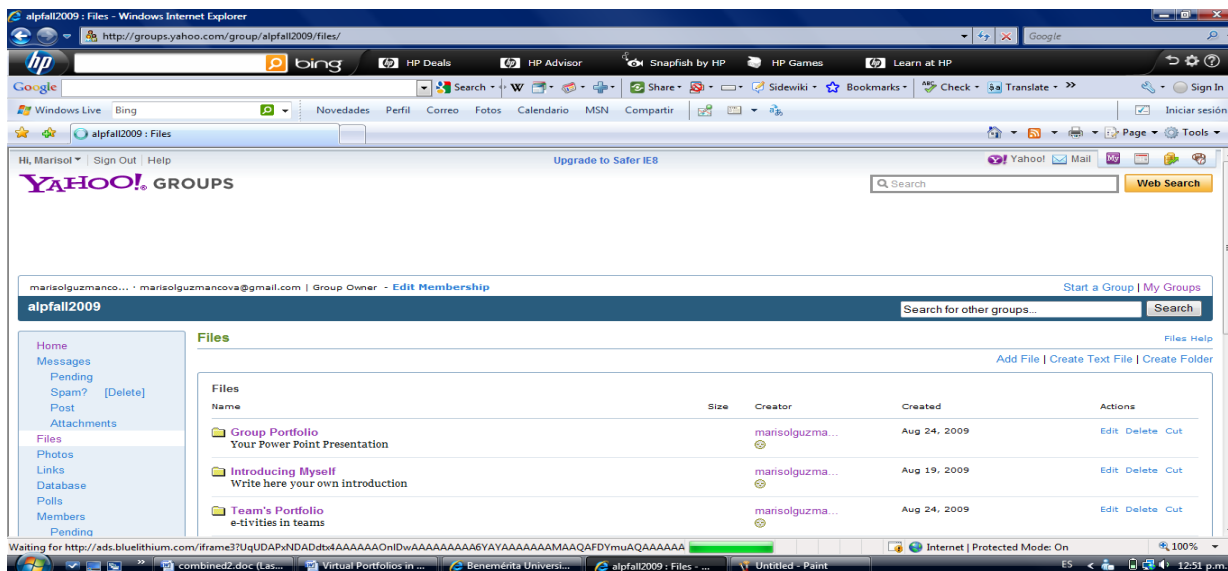 alpfall2009 : Files - Windows Internet Explorer
http://groups.yahoo.com/group/alpfall2009/files/ Google
hp bing HP Deals HP Advisor Snapfish by HP HP Games Learn at HP
Google Search W Share Sidewiki Bookmarks Check Translate Sign In
Windows Live Bing Novedades Perfil Correo Fotos Calendario MSN Compartir Iniciar sesión
alpfall2009 : Files Page Tools
Hi, Marisol Sign Out Help Upgrade to Safer IE8 Yahoo! Mail My
YAHOO! GROUPS Search Web Search
marisolguzmanco... · marisolguzmancova@gmail.com | Group Owner - Edit Membership Start a Group | My Groups
alpfall2009 Search for other groups... Search
Home
Messages
Pending
Spam? [Delete]
Post
Attachments
Files
Photos
Links
Database
Polls
Members
Pending
Files Files Help
Add File | Create Text File | Create Folder
Files
Name Size Creator Created Actions
Group Portfolio marisolguzma... Aug 24, 2009 Edit Delete Cut
Your Power Point Presentation
Introducing Myself marisolguzma... Aug 19, 2009 Edit Delete Cut
Write here your own introduction
Team's Portfolio marisolguzma... Aug 24, 2009 Edit Delete Cut
e-tivities in teams
Waiting for Internet | Protected Mode: On 100%
combined2.doc (Las... Virtual Portfolios in ... Benemérita Universi... alpfall2009 : Files - ... Untitled - Paint ES 12:51 p.m.